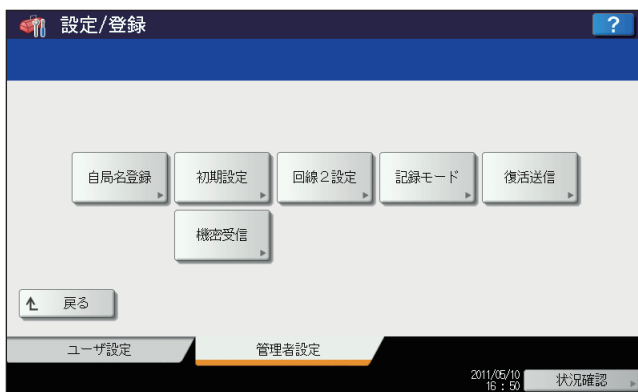 設定/登録
?
自局名登録
初期設定
回線2設定
記録モード
復活送信
機密受信
戻る
ユーザ設定
管理者設定
2011/05/10
16:50
状況確認